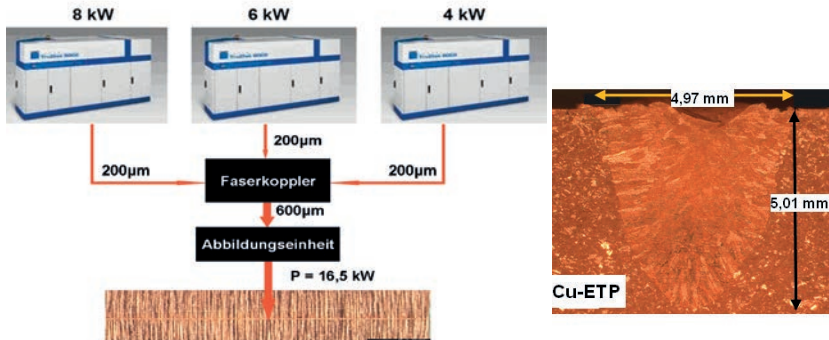 8 kW
6 kW
4 kW
200µm
200µm
200µm
Faserkoppler
600µm
Abbildungseinheit
P = 16,5 kW
4,97 mm
5,01 mm
Cu-ETP